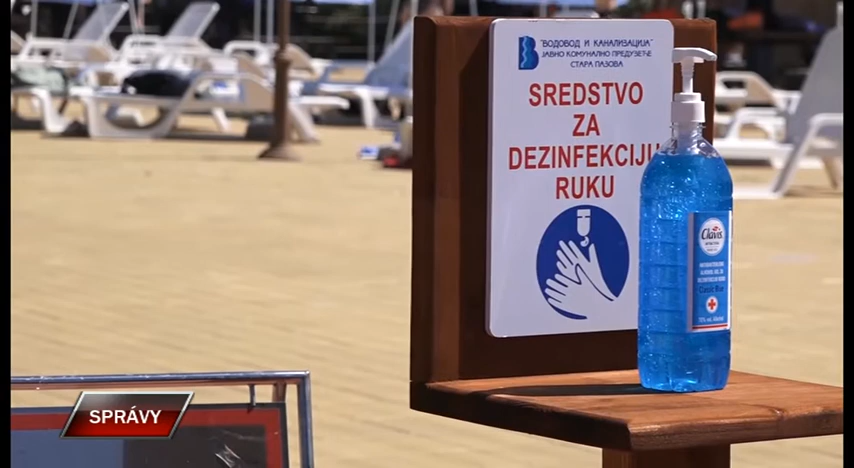 "ВОДОВОД И КАНАЛИЗАЦИЈА"
ЈАВНО КОМУНАЛНО ПРЕДУЗЕЋЕ
СТАРА ПАЗОВА
SREDSTVO
ZA
DEZINFEKCIJU
RUKU
Clavis
SPRÁVY